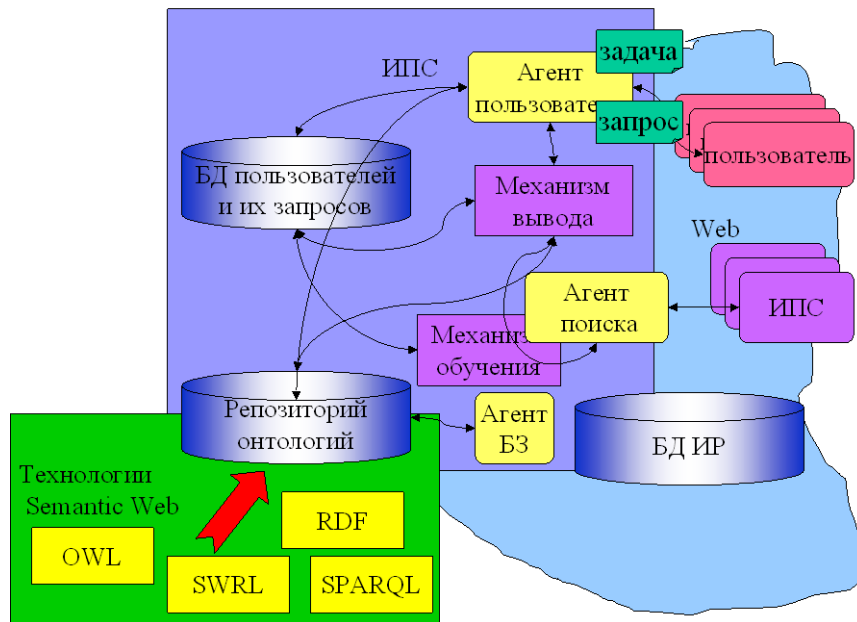 задача
ИПС
Агент
пользовате
запрос
пользователь
БД пользователей
и их запросов
Механизм
вывода
Web
Агент
поиска
ИПС
Механиз
обучения
Репозиторий
онтологий
Агент
БЗ
БД ИР
Технологии
Semantic Web
RDF
OWL
SWRL
SPARQL